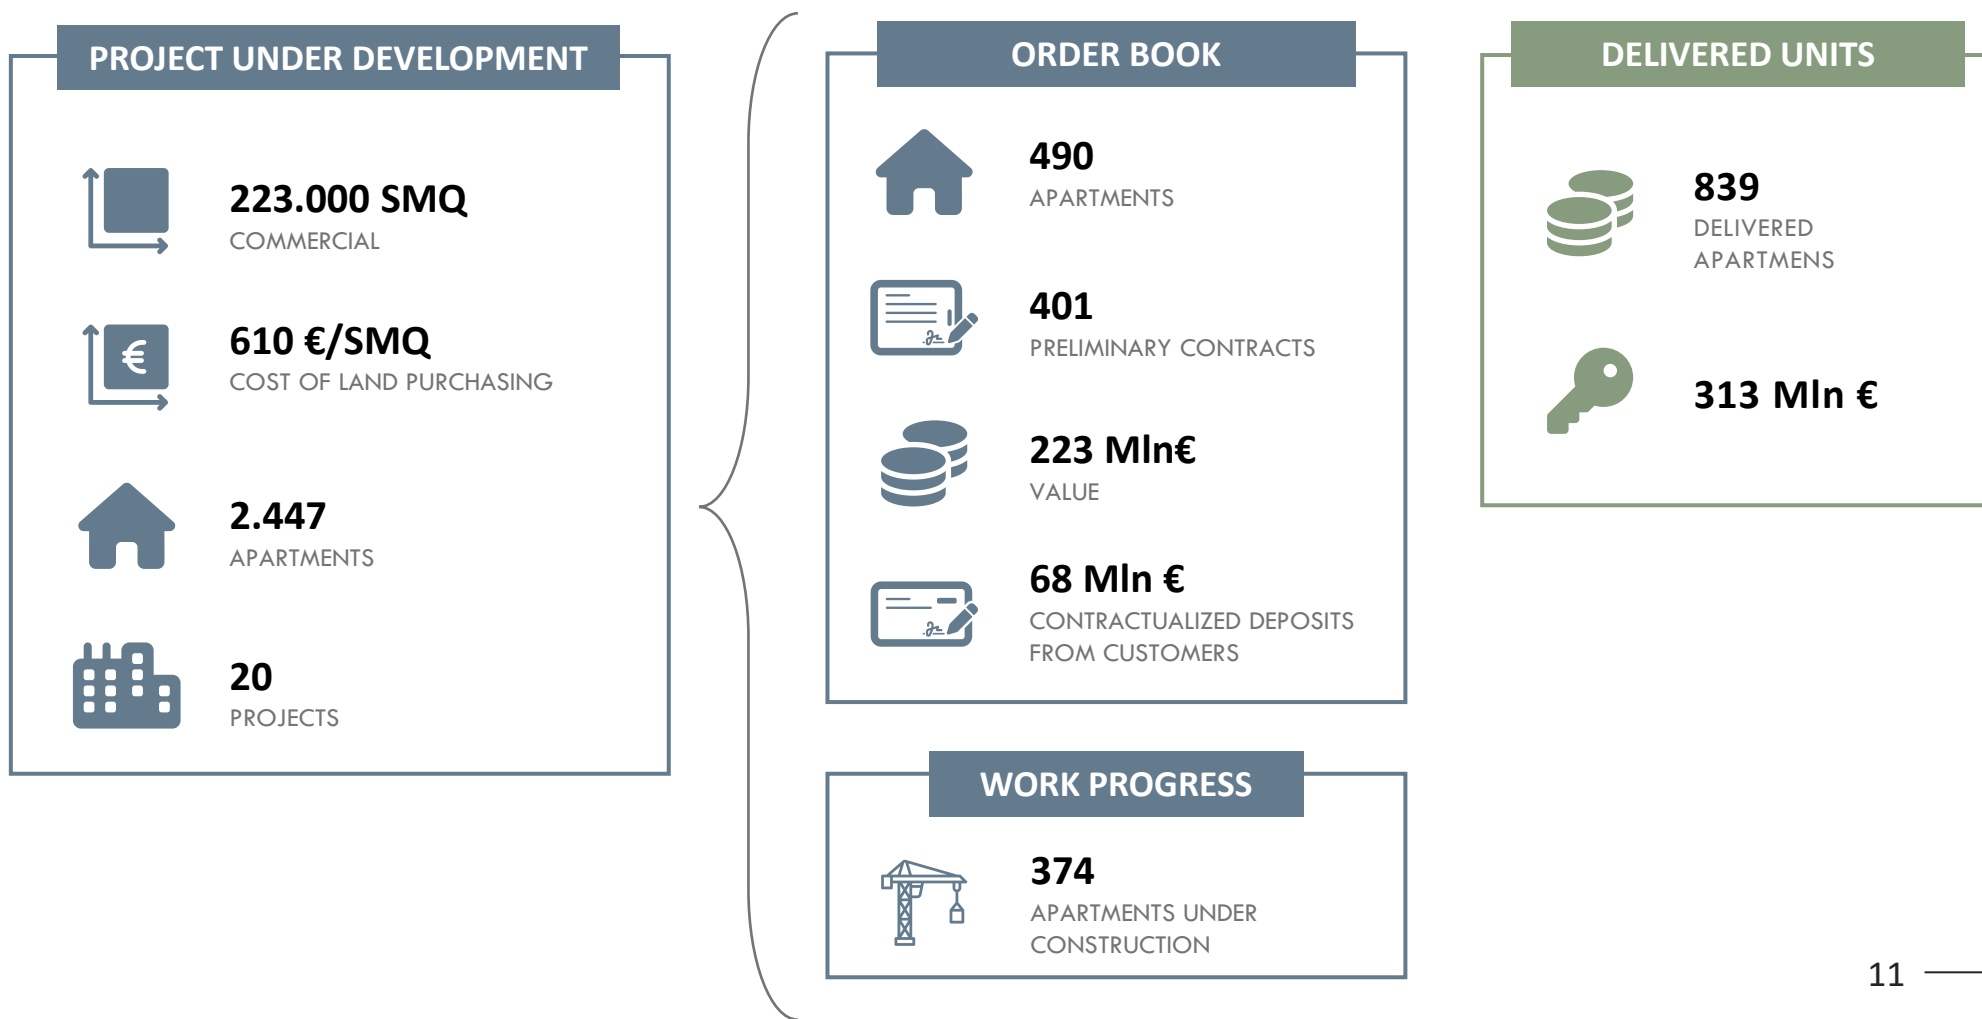 PROJECT UNDER DEVELOPMENT
223.000 SMQ
COMMERCIAL
€
610 €/SMQ
COST OF LAND PURCHASING
2.447
APARTMENTS
20
PROJECTS
ORDER BOOK
490
APARTMENTS
401
PRELIMINARY CONTRACTS
223 Mln€
VALUE
68 Mln €
CONTRACTUALIZED DEPOSITS
FROM CUSTOMERS
WORK PROGRESS
374
APARTMENTS UNDER
CONSTRUCTION
DELIVERED UNITS
839
DELIVERED
APARTMENS
313 Mln €
11